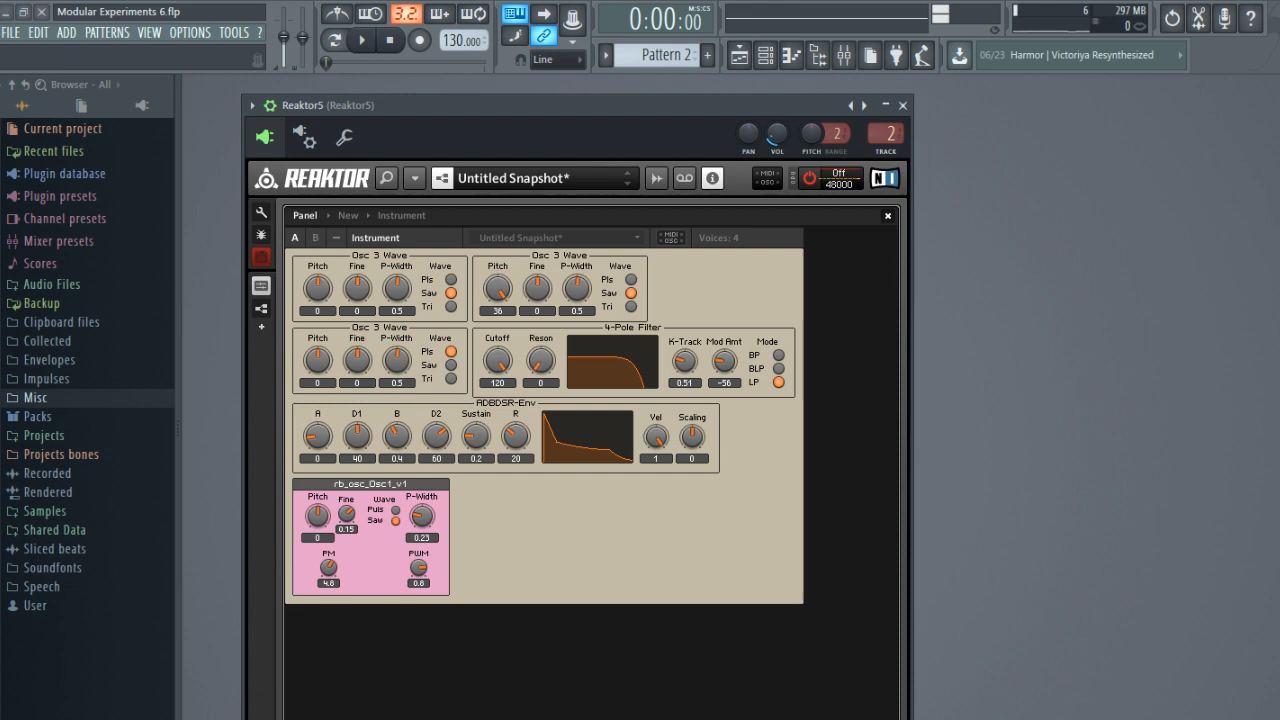 Modular Experiments 6.flp
FILE EDIT ADD PATTERNS VIEW OPTIONS TOOLS ?
3.2.
130.000
Line
0:00:00
M:S:CS
Pattern 2
6
297 MB
0
06/23 Harmor | Victoriya Resynthesized
Browser - All
Current project
Recent files
Plugin database
Plugin presets
Channel presets
Mixer presets
Scores
Audio Files
Backup
Clipboard files
Collected
Envelopes
Impulses
Misc
Packs
Projects
Projects bones
Recorded
Rendered
Samples
Shared Data
Sliced beats
Soundfonts
Speech
User
Reaktor5 (Reaktor5)
PAN VOL PITCH RANGE 2 2 TRACK
REAKTOR
Untitled Snapshot*
MIDI
OSC
CPU
Off
48000
NI
Panel New Instrument
A B Instrument Untitled Snapshot* MIDI OSC Voices: 4
Osc 3 Wave
Pitch Fine P-Width Wave
Pls
Saw
Tri
0 0 0.5
Osc 3 Wave
Pitch Fine P-Width Wave
Pls
Saw
Tri
36 0 0.5
Osc 3 Wave
Pitch Fine P-Width Wave
Pls
Saw
Tri
0 0 0.5
4-Pole Filter
Cutoff Reson K-Track Mod Amt Mode
BP
BLP
LP
120 0 0.51 -56
ADBDSR-Env
A D1 B D2 Sustain R Vel Scaling
0 40 0.4 60 0.2 20 1 0
rb_osc_Osc1_v1
Pitch Fine Wave P-Width
Puls
Saw
0 0.15 0.23
FM PWM
4.8 0.8